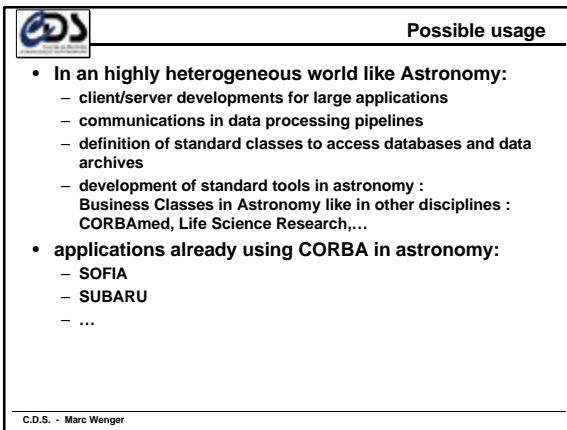 CDS
Possible usage
• In an highly heterogeneous world like Astronomy:
– client/server developments for large applications
– communications in data processing pipelines
– definition of standard classes to access databases and data
archives
– development of standard tools in astronomy :
Business Classes in Astronomy like in other disciplines :
CORBAmed, Life Science Research,…
• applications already using CORBA in astronomy:
– SOFIA
– SUBARU
– …
C.D.S. - Marc Wenger